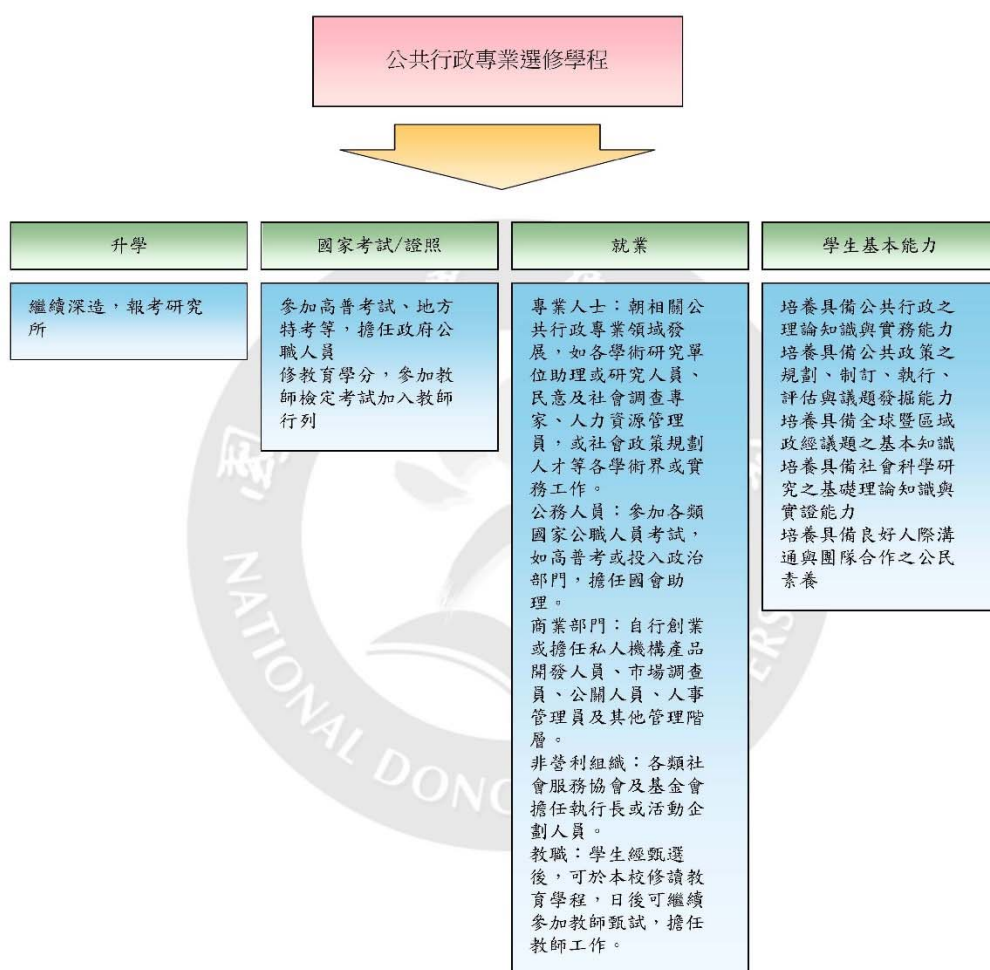 公共行政專業選修學程
升學
繼續深造，報考研究
所
國家考試/證照
參加高普考試、地方
特考等，擔任政府公
職人員
修教育學分，參加教
師檢定考試加入教師
行列
就業
專業人士：朝相關公
共行政專業領域發
展，如各學術研究單
位助理或研究人員、
民意及社會調查專
家、人力資源管理
員，或社會政策規劃
人才等各學術界或實
務工作。
公務人員：參加各類
國家公職人員考試，
如高普考或投入政治
部門，擔任國會助
理。
商業部門：自行創業
或擔任私人機構產品
開發人員、市場調查
員、公關人員、人事
管理員及其他管理階
層。
非營利組織：各類社
會服務協會及基金會
擔任執行長或活動企
劃人員。
教職：學生經甄選
後，可於本校修讀教
育學程，日後可繼續
參加教師甄試，擔任
教師工作。
學生基本能力
培養具備公共行政之
理論知識與實務能力
培養具備公共政策之
規劃、制訂、執行、
評估與議題發掘能力
培養具備全球暨區域
政經議題之基本知識
培養具備社會科學研
究之基礎理論知識與
實證能力
培養具備良好人際溝
通與團隊合作之公民
素養
NATIONAL